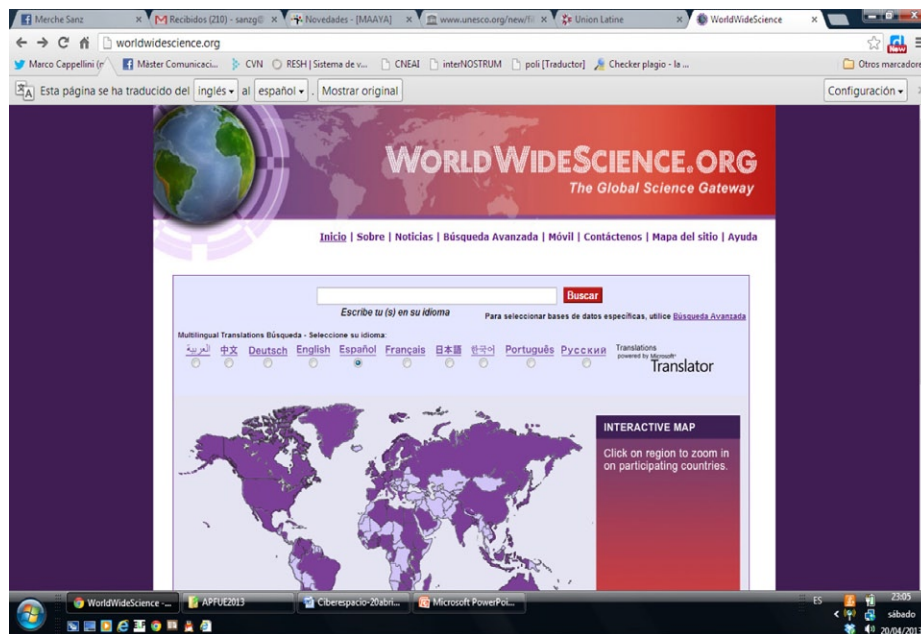 Merche Sanz
Recibidos (210) - sanzg@
Novedades - [MAAYA]
www.unesco.org/new/
Union Latine
WorldWideScience
worldwidescience.org
New
Marco Cappellini
Máster Comunicaci...
CVN
RESH | Sistema de v...
CNEAI
interNOSTRUM
poli [Traductor]
Checker plagio - la ...
Otros marcadore
Esta página se ha traducido del inglés al español . Mostrar original
Configuración
WORLDWIDESCIENCE.ORG
The Global Science Gateway
Inicio | Sobre | Noticias | Búsqueda Avanzada | Móvil | Contáctenos | Mapa del sitio | Ayuda
Buscar
Escribe tu (s) en su idioma
Para seleccionar bases de datos específicas, utilice Búsqueda Avanzada
Multilingual Translations Búsqueda - Seleccione su idioma:
العربية 中文 Deutsch English Español Français 日本語 한국어 Português Русский
Translations
powered by Microsoft
Translator
INTERACTIVE MAP
Click on region to zoom in
on participating countries.
WorldWideScience -...
APFUE2013
Ciberespacio-20abri...
Microsoft PowerPoi...
ES
23:05
sábado
20/04/201